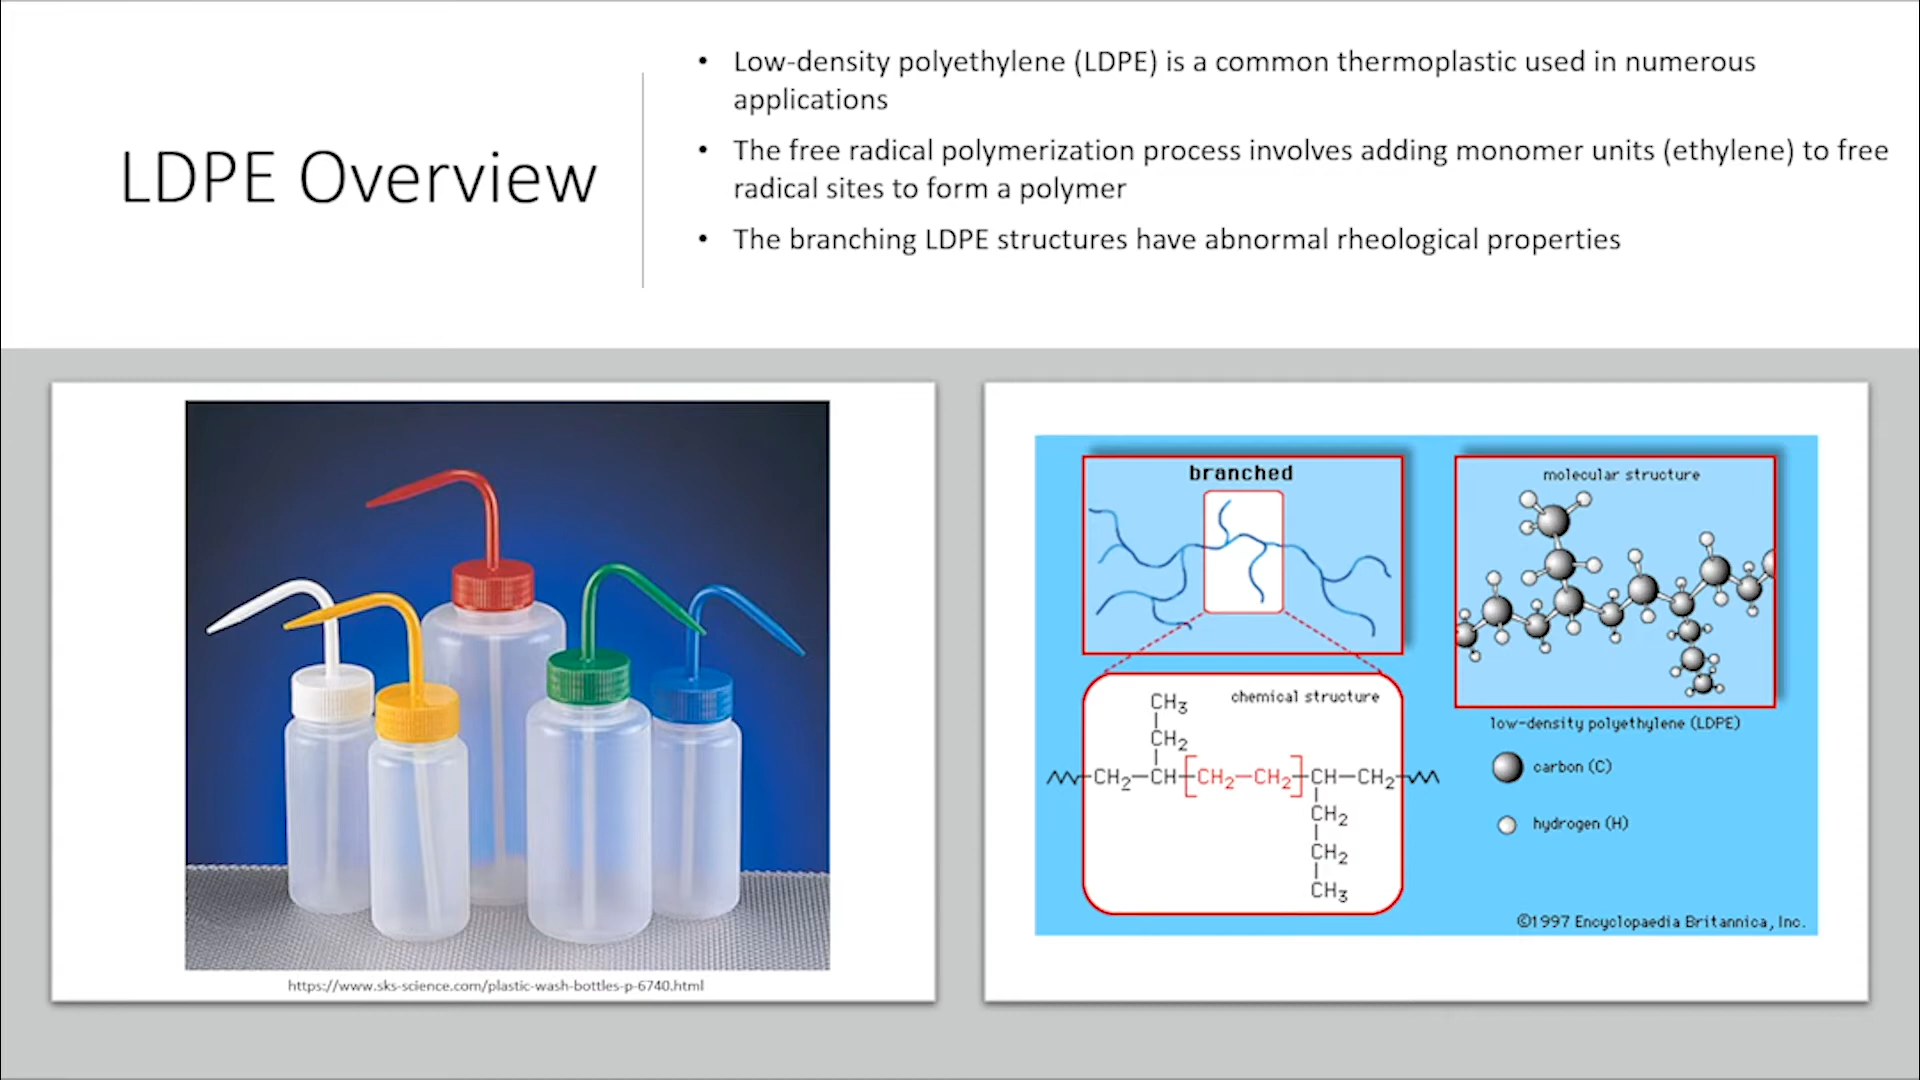 LDPE Overview
• Low-density polyethylene (LDPE) is a common thermoplastic used in numerous
applications
• The free radical polymerization process involves adding monomer units (ethylene) to free
radical sites to form a polymer
• The branching LDPE structures have abnormal rheological properties
https://www.sks-science.com/plastic-wash-bottles-p-6740.html
branched
molecular structure
chemical structure
CH₃
CH₂
CH₂—CH—[CH₂—CH₂]—CH—CH₂
CH₂
CH₂
CH₃
low-density polyethylene (LDPE)
carbon (C)
hydrogen (H)
©1997 Encyclopaedia Britannica, Inc.